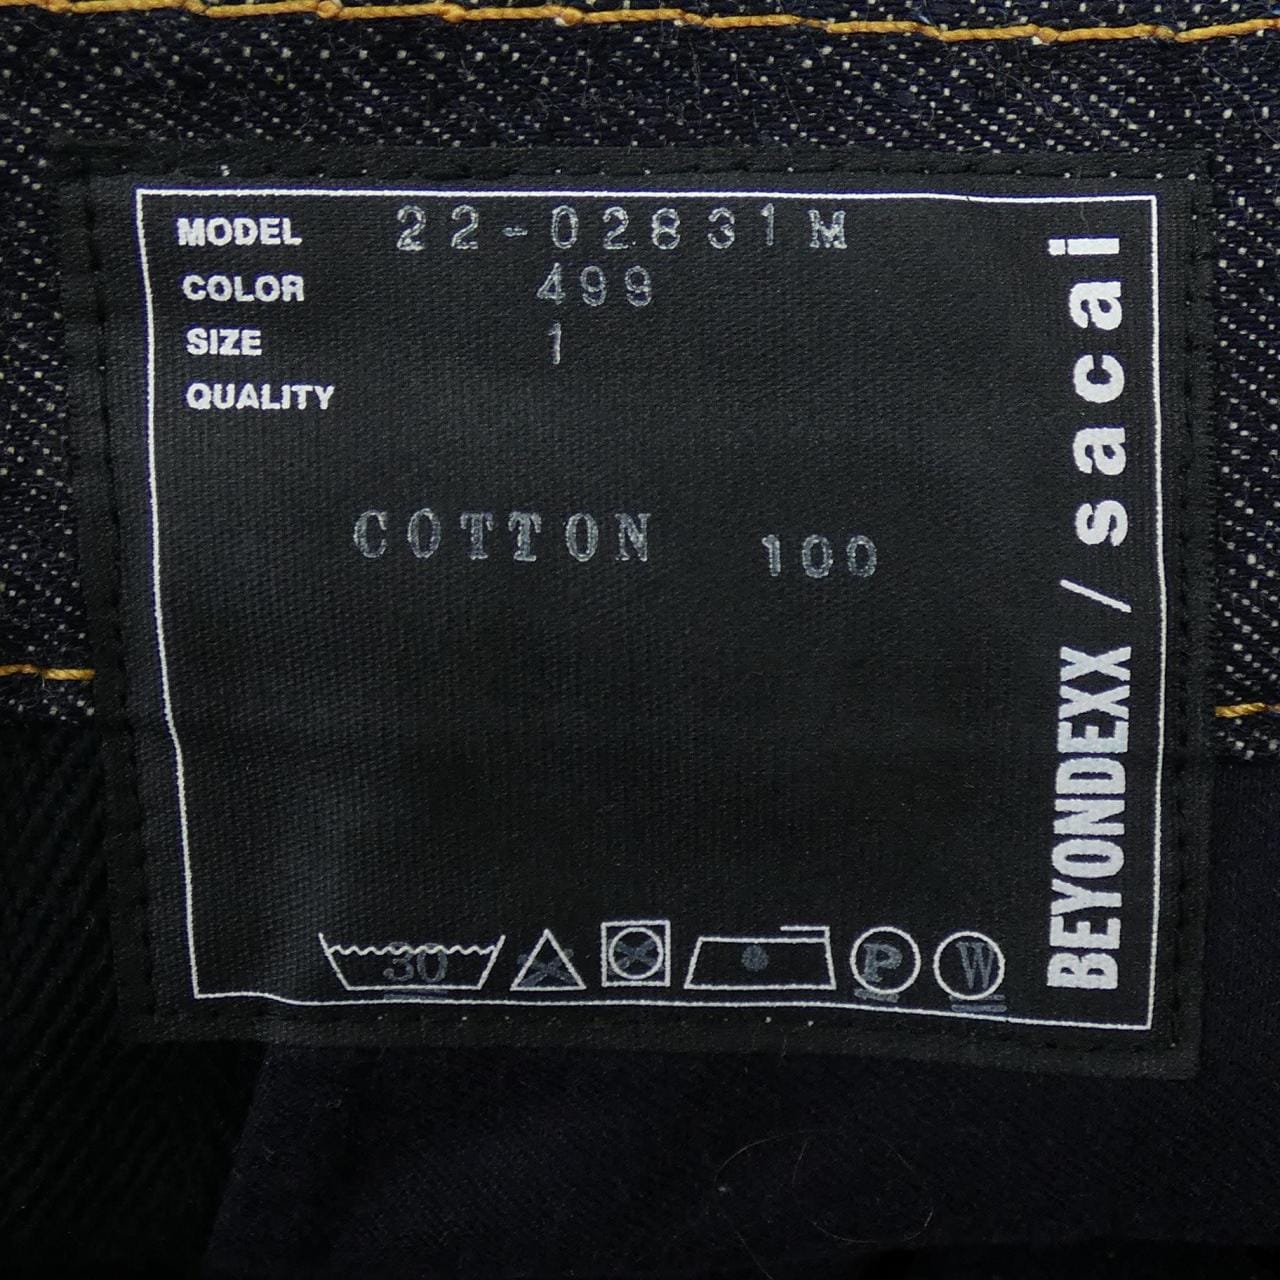 MODEL 22-02831M
COLOR 499
SIZE 1
QUALITY
COTTON 100
30 P W
BEYONDEXX / sacai